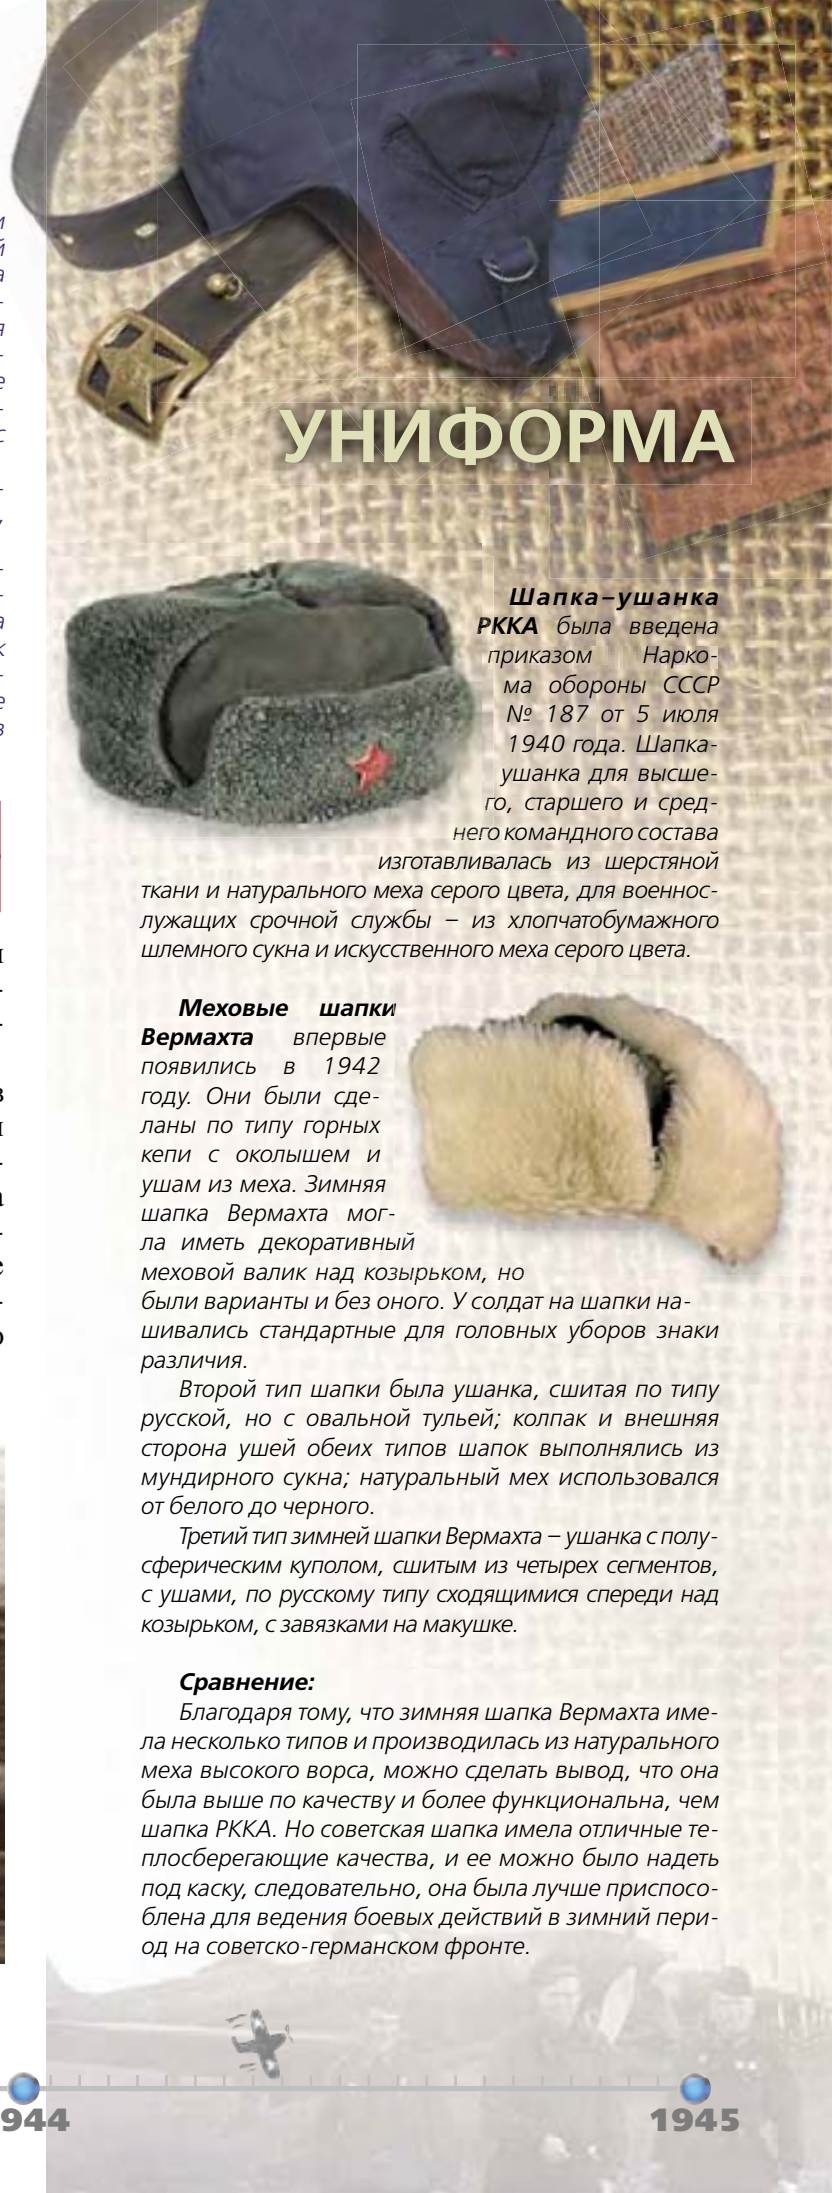 УНИФОРМА
Шапка–ушанка
РККА была введена
приказом Нарко-
ма обороны СССР
№ 187 от 5 июля
1940 года. Шапка-
ушанка для высше-
го, старшего и сред-
него командного состава
изготавливалась из шерстяной
ткани и натурального меха серого цвета, для военнос-
лужащих срочной службы – из хлопчатобумажного
шлемного сукна и искусственного меха серого цвета.
Меховые шапки
Вермахта впервые
появились в 1942
году. Они были сде-
ланы по типу горных
кепи с околышем и
ушам из меха. Зимняя
шапка Вермахта мог-
ла иметь декоративный
меховой валик над козырьком, но
были варианты и без оного. У солдат на шапки на-
шивались стандартные для головных уборов знаки
различия.
Второй тип шапки была ушанка, сшитая по типу
русской, но с овальной тульей; колпак и внешняя
сторона ушей обеих типов шапок выполнялись из
мундирного сукна; натуральный мех использовался
от белого до черного.
Третий тип зимней шапки Вермахта – ушанка с полу-
сферическим куполом, сшитым из четырех сегментов,
с ушами, по русскому типу сходящимися спереди над
козырьком, с завязками на макушке.
Сравнение:
Благодаря тому, что зимняя шапка Вермахта име-
ла несколько типов и производилась из натурального
меха высокого ворса, можно сделать вывод, что она
была выше по качеству и более функциональна, чем
шапка РККА. Но советская шапка имела отличные те-
плосберегающие качества, и ее можно было надеть
под каску, следовательно, она была лучше приспосо-
блена для ведения боевых действий в зимний пери-
од на советско-германском фронте.
944 1945